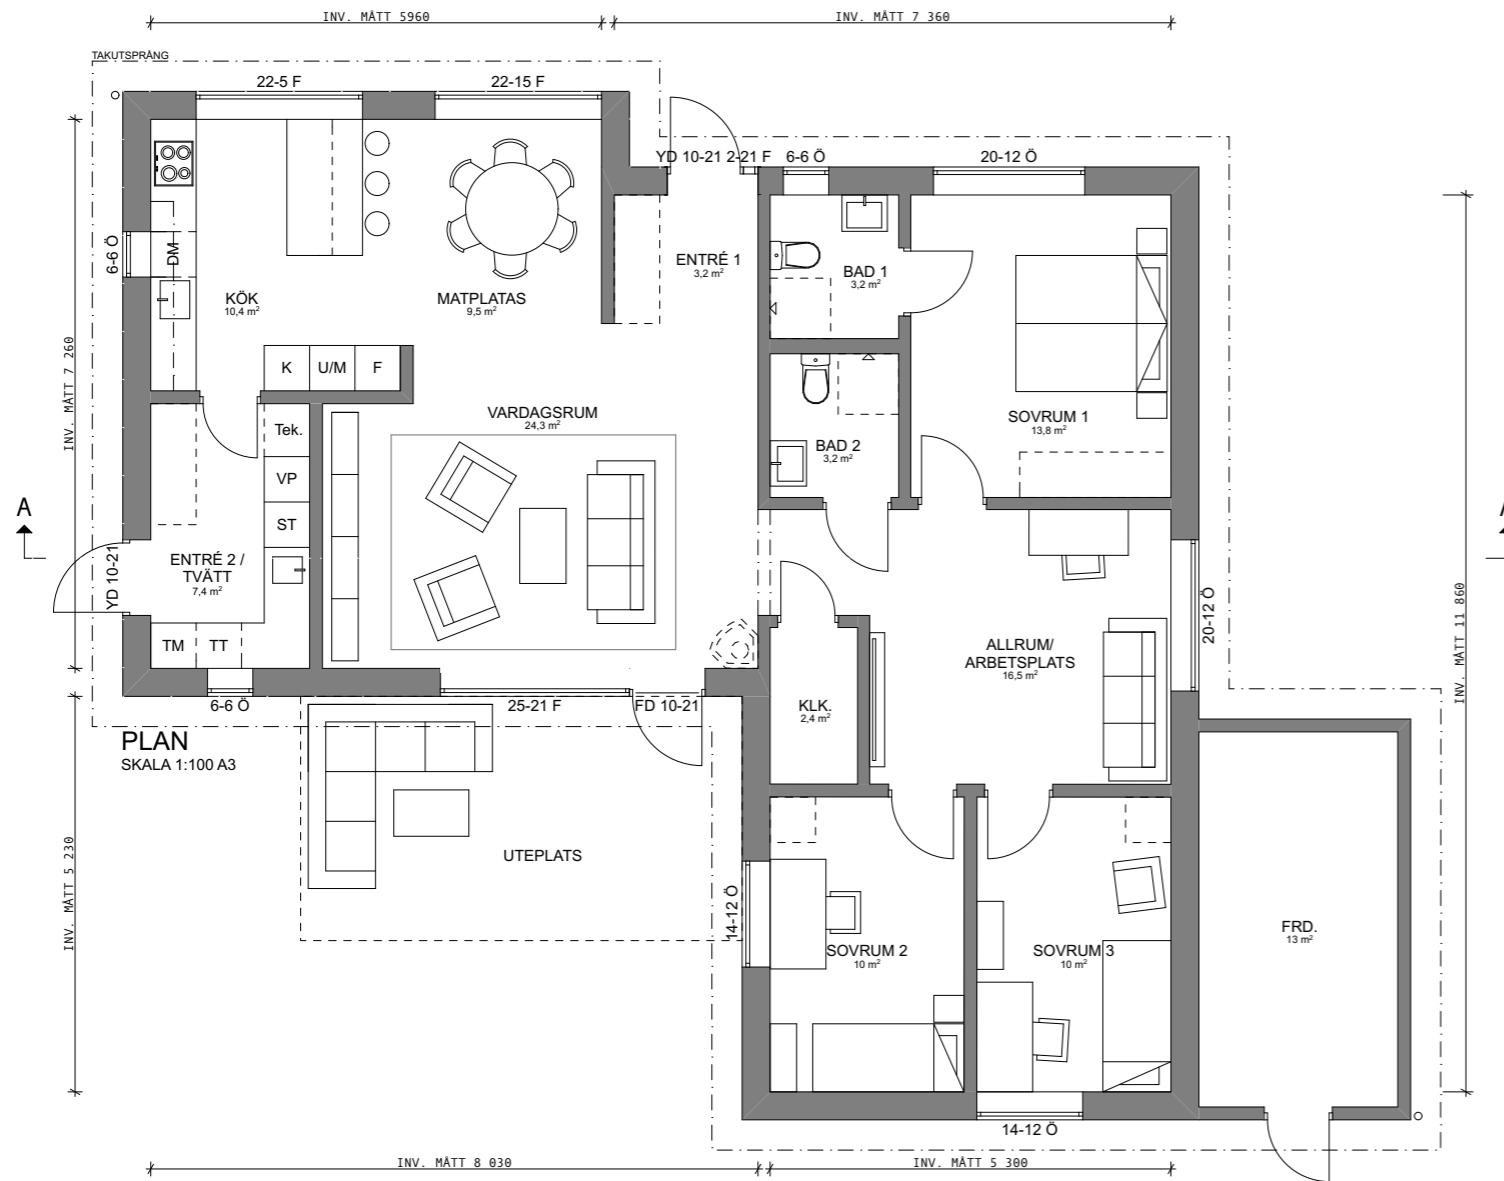 INV. MÅTT 5960
INV. MÅTT 7 360
TAKUTSPRÅNG
22-5 F
22-15 F
YD 10-21 2-21 F
6-6 Ö
20-12 Ö
6-6 Ö
DM
KÖK
10,4 m²
MATPLATAS
9,5 m²
ENTRÉ 1
3,2 m²
BAD 1
3,2 m²
INV. MÅTT 7 260
K
U/M
F
VARDAGSRUM
24,3 m²
BAD 2
3,2 m²
SOVRUM 1
13,8 m²
Tek.
VP
ST
A
A
ENTRÉ 2 /
TVÄTT
7,4 m²
YD 10-21
TM
TT
20-12 Ö
INV. MÅTT 11 860
ALLRUM/
ARBETSPLATS
16,5 m²
KLK.
2,4 m²
6-6 Ö
25-21 F
FD 10-21
PLAN
SKALA 1:100 A3
UTEPLATS
INV. MÅTT 5 230
14-12 Ö
SOVRUM 2
10 m²
SOVRUM 3
10 m²
FRD.
13 m²
14-12 Ö
INV. MÅTT 8 030
INV. MÅTT 5 300